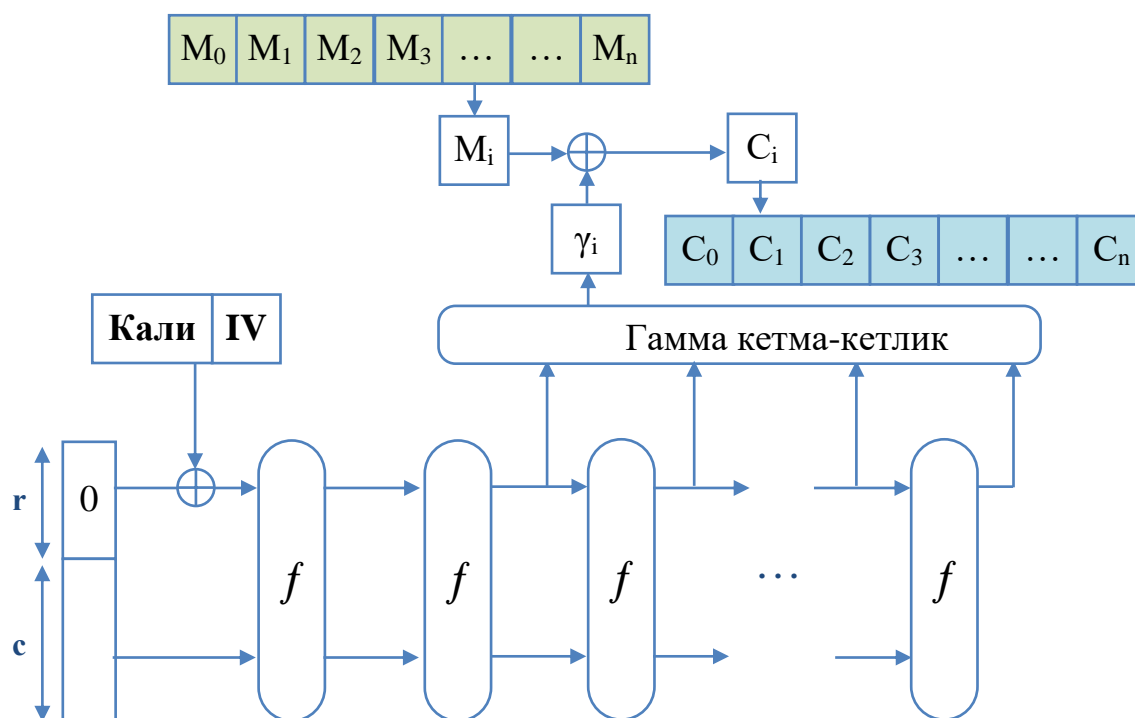 M₀ M₁ M₂ M₃ … … Mₙ
Mᵢ
Cᵢ
γᵢ
C₀ C₁ C₂ C₃ … … Cₙ
Кали IV
Гамма кетма-кетлик
r
0
f f f … f
c